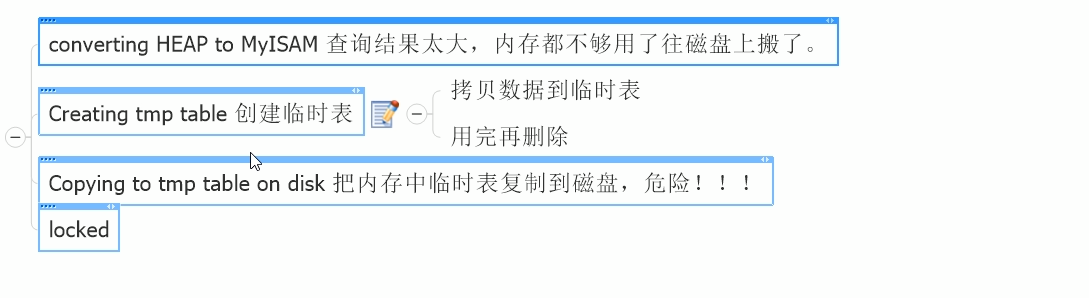 converting HEAP to MyISAM 查询结果太大，内存都不够用了往磁盘上搬了。
Creating tmp table 创建临时表
拷贝数据到临时表
用完再删除
Copying to tmp table on disk 把内存中临时表复制到磁盘，危险！！！
locked